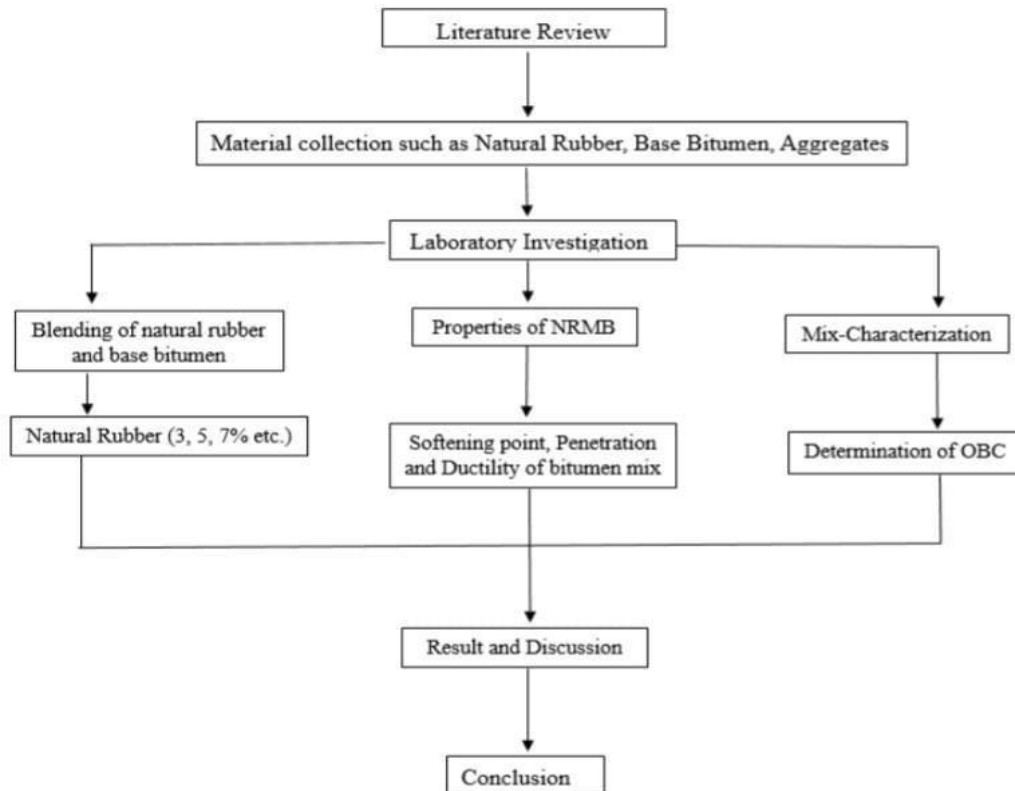 Literature Review
Material collection such as Natural Rubber, Base Bitumen, Aggregates
Laboratory Investigation
Blending of natural rubber
and base bitumen
Properties of NRMB
Mix-Characterization
Natural Rubber (3, 5, 7% etc.)
Softening point, Penetration
and Ductility of bitumen mix
Determination of OBC
Result and Discussion
Conclusion